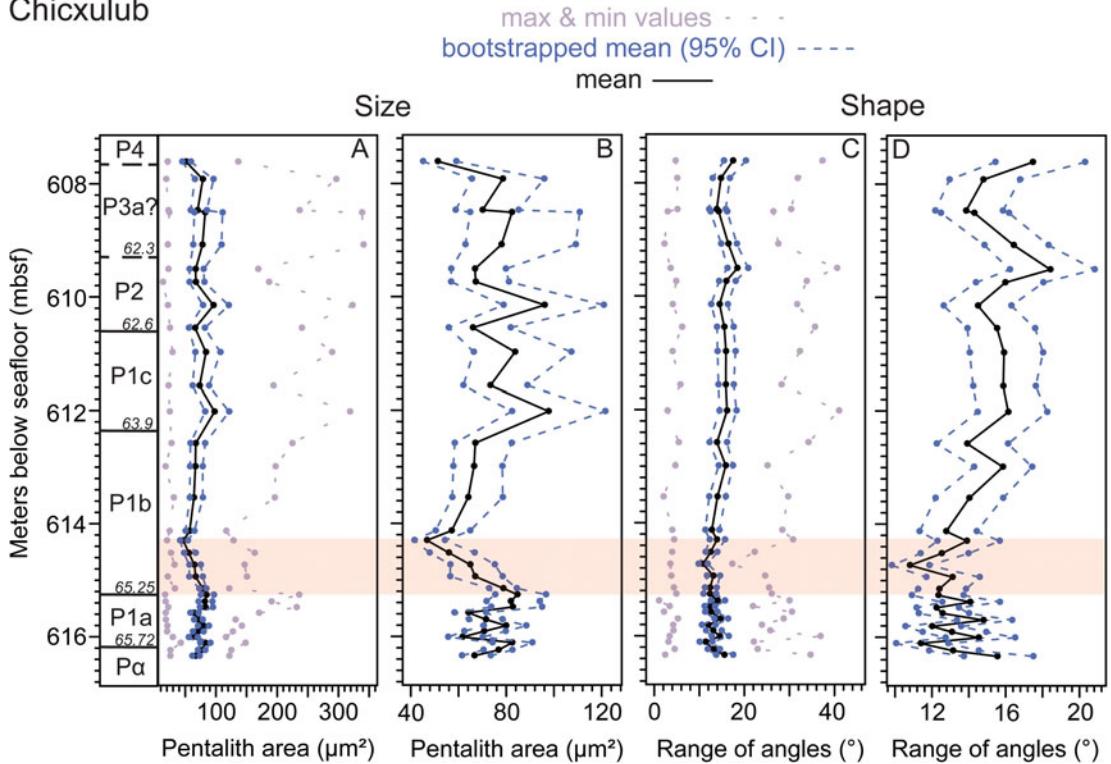 Chicxulub
max & min values
bootstrapped mean (95% CI)
mean
Size
Shape
A
B
C
D
Meters below seafloor (mbsf)
608
610
612
614
616
P4
P3a?
62.3
P2
62.6
P1c
63.9
P1b
65.25
P1a
65.72
Pα
100 200 300
40 80 120
0 20 40
12 16 20
Pentalith area (µm²)
Pentalith area (µm²)
Range of angles (°)
Range of angles (°)